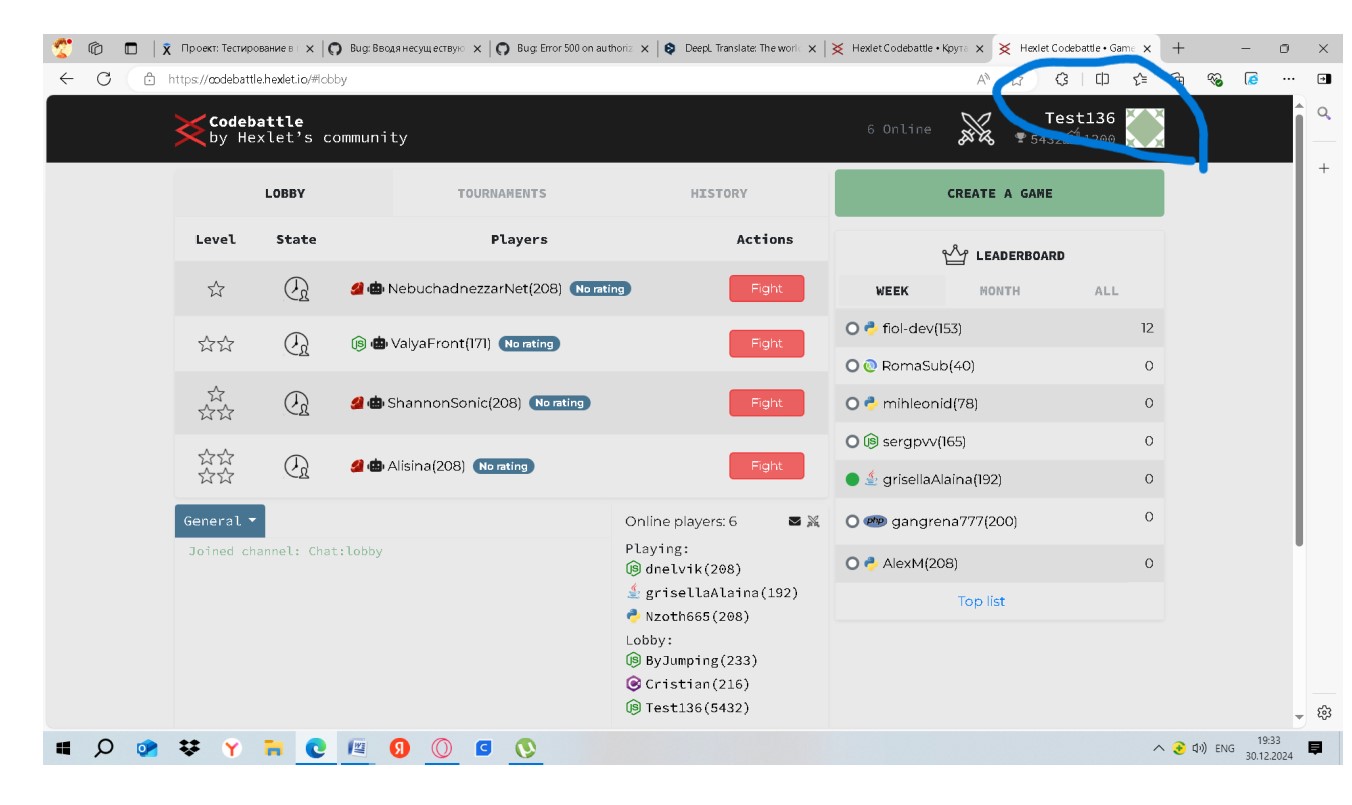 Проект: Тестирование в
Bug: Вводя несуществую
Bug: Error 500 on authoriz
DeepL Translate: The worl
Hexlet Codebattle • Крута
Hexlet Codebattle • Game
https://codebattle.hexlet.io/#lobby
Codebattle
by Hexlet's community
6 Online
Test136
5432 1200
LOBBY TOURNAMENTS HISTORY
CREATE A GAME
Level State Players Actions
NebuchadnezzarNet(208) No rating Fight
ValyaFront(171) No rating Fight
ShannonSonic(208) No rating Fight
Alisina(208) No rating Fight
LEADERBOARD
WEEK MONTH ALL
fiol-dev(153) 12
RomaSub(40) 0
mihleonid(78) 0
sergpvv(165) 0
grisellaAlaina(192) 0
php gangrena777(200) 0
AlexM(208) 0
Top list
General
Joined channel: Chat:lobby
Online players: 6
Playing:
dnelvik(208)
grisellaAlaina(192)
Nzoth665(208)
Lobby:
ByJumping(233)
Cristian(216)
Test136(5432)
ENG
19:33
30.12.2024